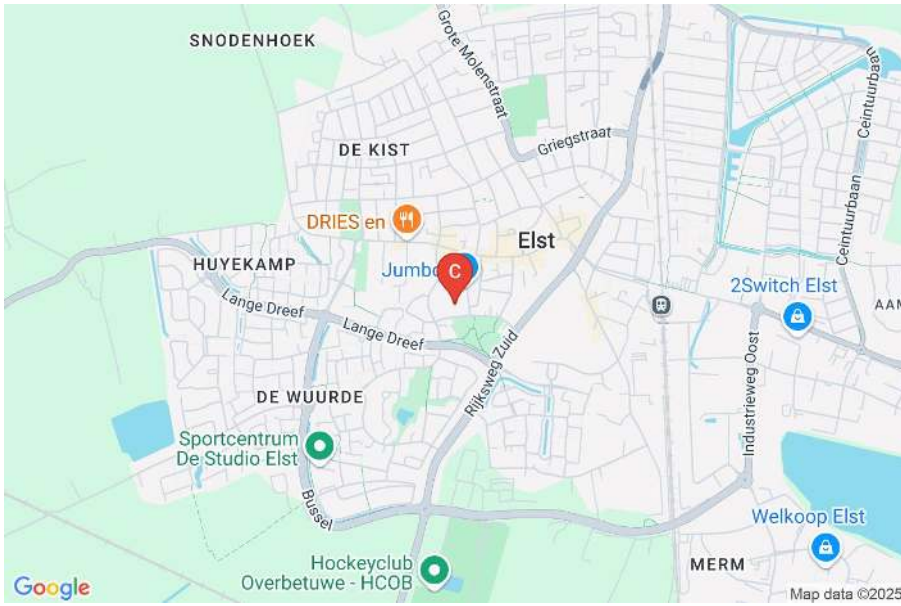 SNODENHOEK
Grote Molenstraat
Ceintuurbaan
Griegstraat
DE KIST
DRIES en
Elst
Ceintuurbaan
Jumbo
C
HUYEKAMP
2Switch Elst
Lange Dreef
Lange Dreef
Rijksweg Zuid
DE WUURDE
Industrieweg Oost
Sportcentrum
De Studio Elst
Bussel
Welkoop Elst
Hockeyclub
Overbetuwe - HCOB
MERM
Google
Map data ©2025